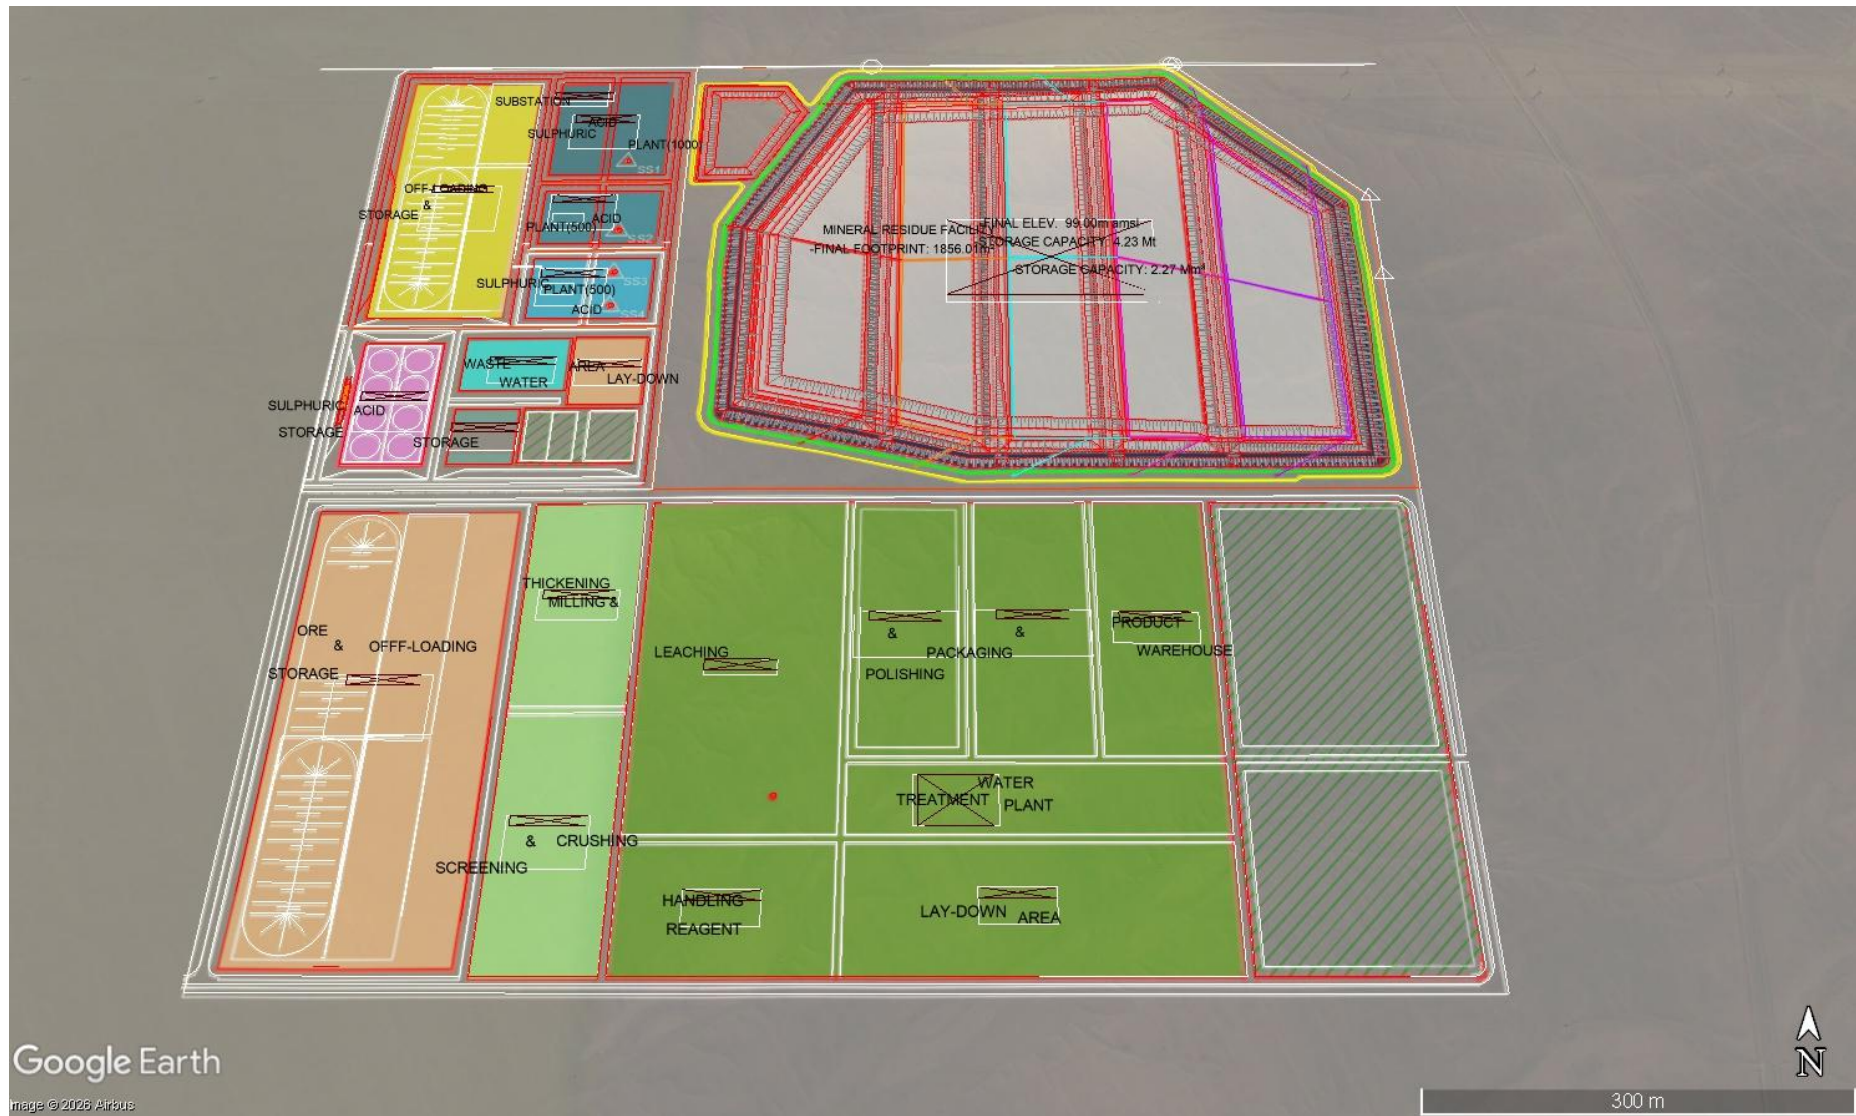 SUBSTATION
ACID
SULPHURIC
PLANT(1000)
SS1
OFF-LOADING
&
STORAGE
ACID
PLANT(500)
SS2
SULPHURIC
PLANT(500)
ACID
SS3
SS4
MINERAL RESIDUE FACILITY
-FINAL FOOTPRINT: 1856.01m²
-FINAL ELEV. 99.00m amsl
-STORAGE CAPACITY: 4.23 Mt
-STORAGE CAPACITY: 2.27 Mm³
WASTE
WATER
AREA
LAY-DOWN
SULPHURIC ACID
STORAGE
STORAGE
THICKENING
MILLING &
ORE
& OFFF-LOADING
STORAGE
LEACHING
&
POLISHING
&
PACKAGING
PRODUCT
WAREHOUSE
WATER
TREATMENT PLANT
& CRUSHING
SCREENING
HANDLING
REAGENT
LAY-DOWN AREA
N
Google Earth
mage © 2026 Airbus
300 m